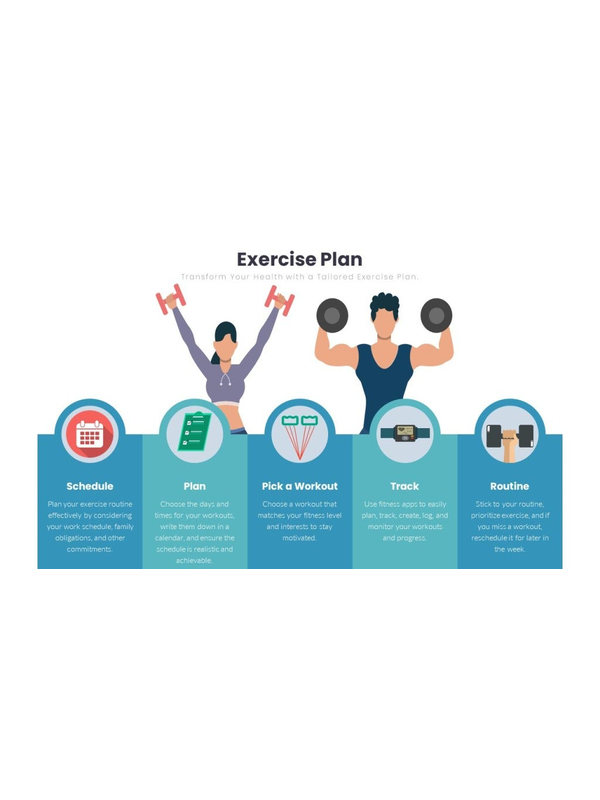 Exercise Plan
Transform Your Health with a Tailored Exercise Plan.
Schedule
Plan your exercise routine
effectively by considering
your work schedule, family
obligations, and other
commitments.
Plan
Choose the days and
times for your workouts,
write them down in a
calendar, and ensure the
schedule is realistic and
achievable.
Pick a Workout
Choose a workout that
matches your fitness level
and interests to stay
motivated.
Track
Use fitness apps to easily
plan, track, create, log, and
monitor your workouts
and progress.
Routine
Stick to your routine,
prioritize exercise, and if
you miss a workout,
reschedule it for later in
the week.